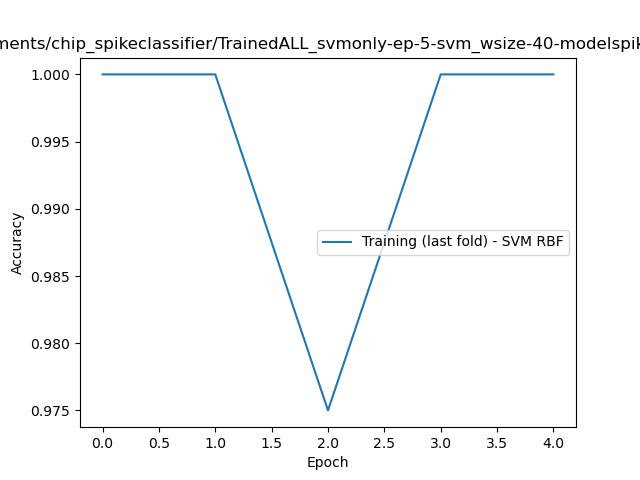 ments/chip_spikeclassifier/TrainedALL_svmonly-ep-5-svm_wsize-40-modelspik
1.000
0.995
0.990
0.985
0.980
0.975
Accuracy
Training (last fold) - SVM RBF
0.0 0.5 1.0 1.5 2.0 2.5 3.0 3.5 4.0
Epoch